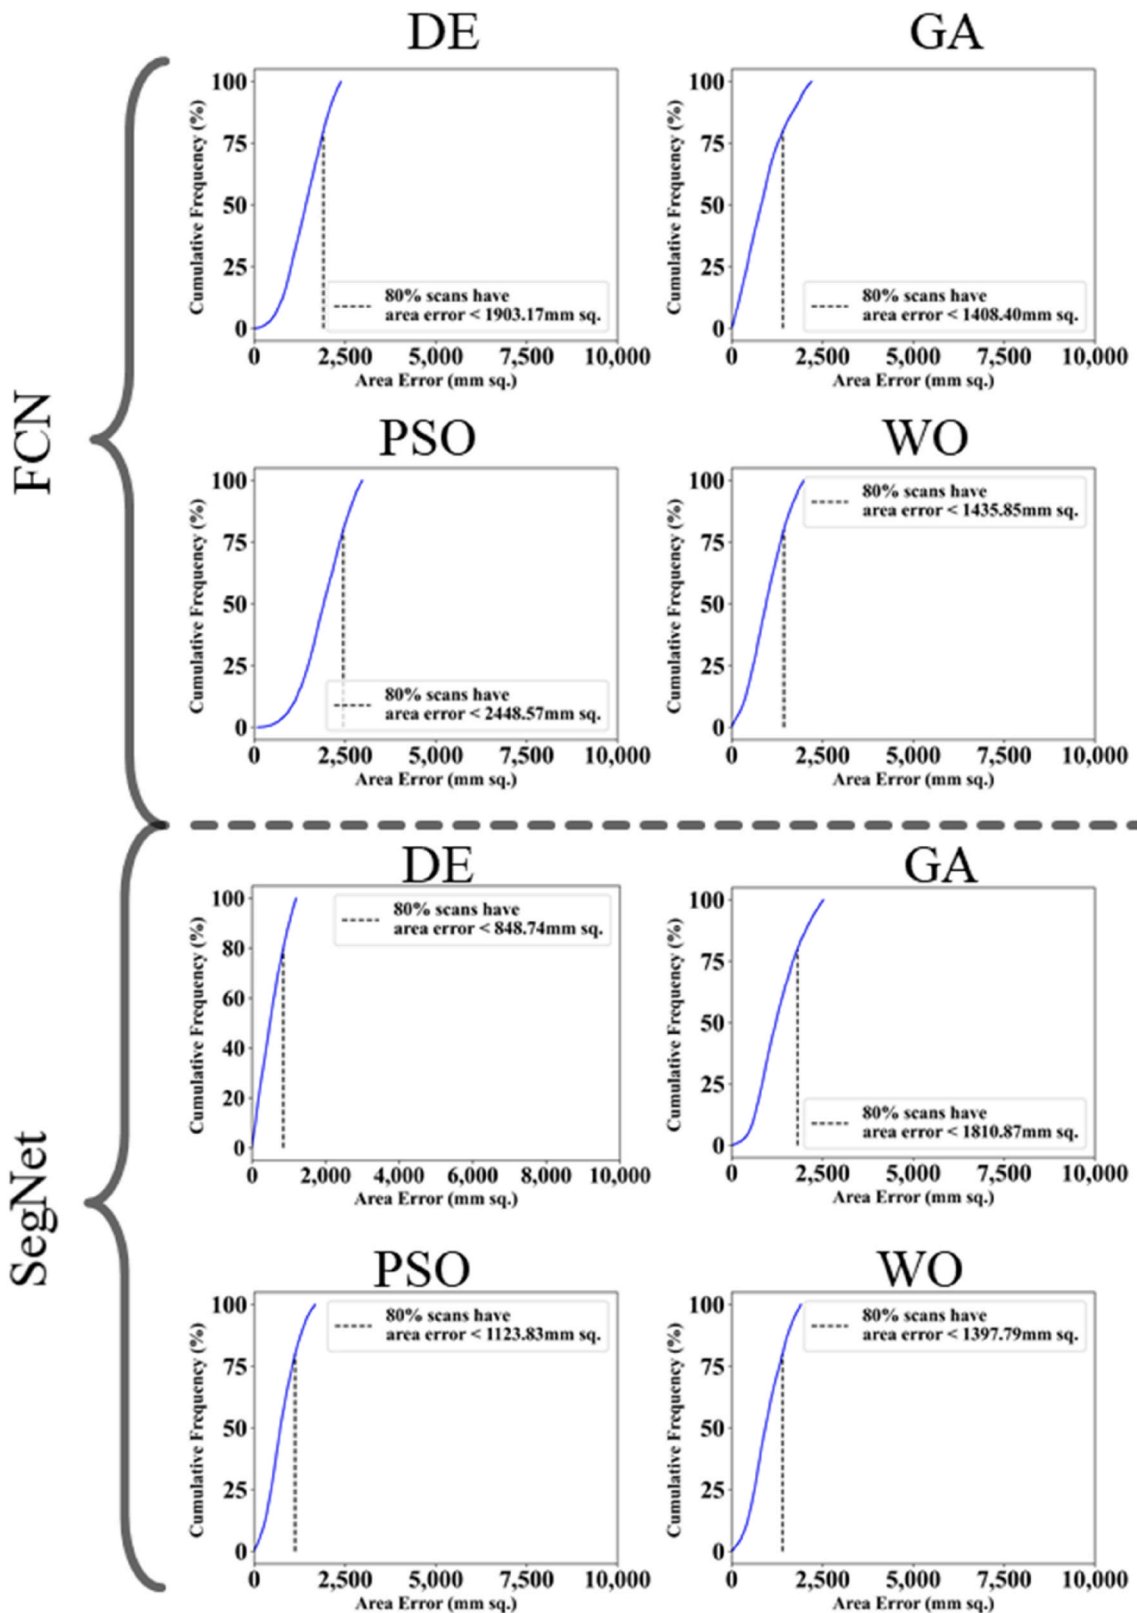 FCN
DE
Cumulative Frequency (%)
100
75
50
25
0
80% scans have
area error < 1903.17mm sq.
0 2,500 5,000 7,500 10,000
Area Error (mm sq.)
GA
Cumulative Frequency (%)
100
75
50
25
0
80% scans have
area error < 1408.40mm sq.
0 2,500 5,000 7,500 10,000
Area Error (mm sq.)
PSO
Cumulative Frequency (%)
100
75
50
25
0
80% scans have
area error < 2448.57mm sq.
0 2,500 5,000 7,500 10,000
Area Error (mm sq.)
WO
Cumulative Frequency (%)
100
75
50
25
0
80% scans have
area error < 1435.85mm sq.
0 2,500 5,000 7,500 10,000
Area Error (mm sq.)
SegNet
DE
Cumulative Frequency (%)
100
80
60
40
20
0
80% scans have
area error < 848.74mm sq.
0 2,000 4,000 6,000 8,000 10,000
Area Error (mm sq.)
GA
Cumulative Frequency (%)
100
75
50
25
0
80% scans have
area error < 1810.87mm sq.
0 2,500 5,000 7,500 10,000
Area Error (mm sq.)
PSO
Cumulative Frequency (%)
100
75
50
25
0
80% scans have
area error < 1123.83mm sq.
0 2,500 5,000 7,500 10,000
Area Error (mm sq.)
WO
Cumulative Frequency (%)
100
75
50
25
0
80% scans have
area error < 1397.79mm sq.
0 2,500 5,000 7,500 10,000
Area Error (mm sq.)